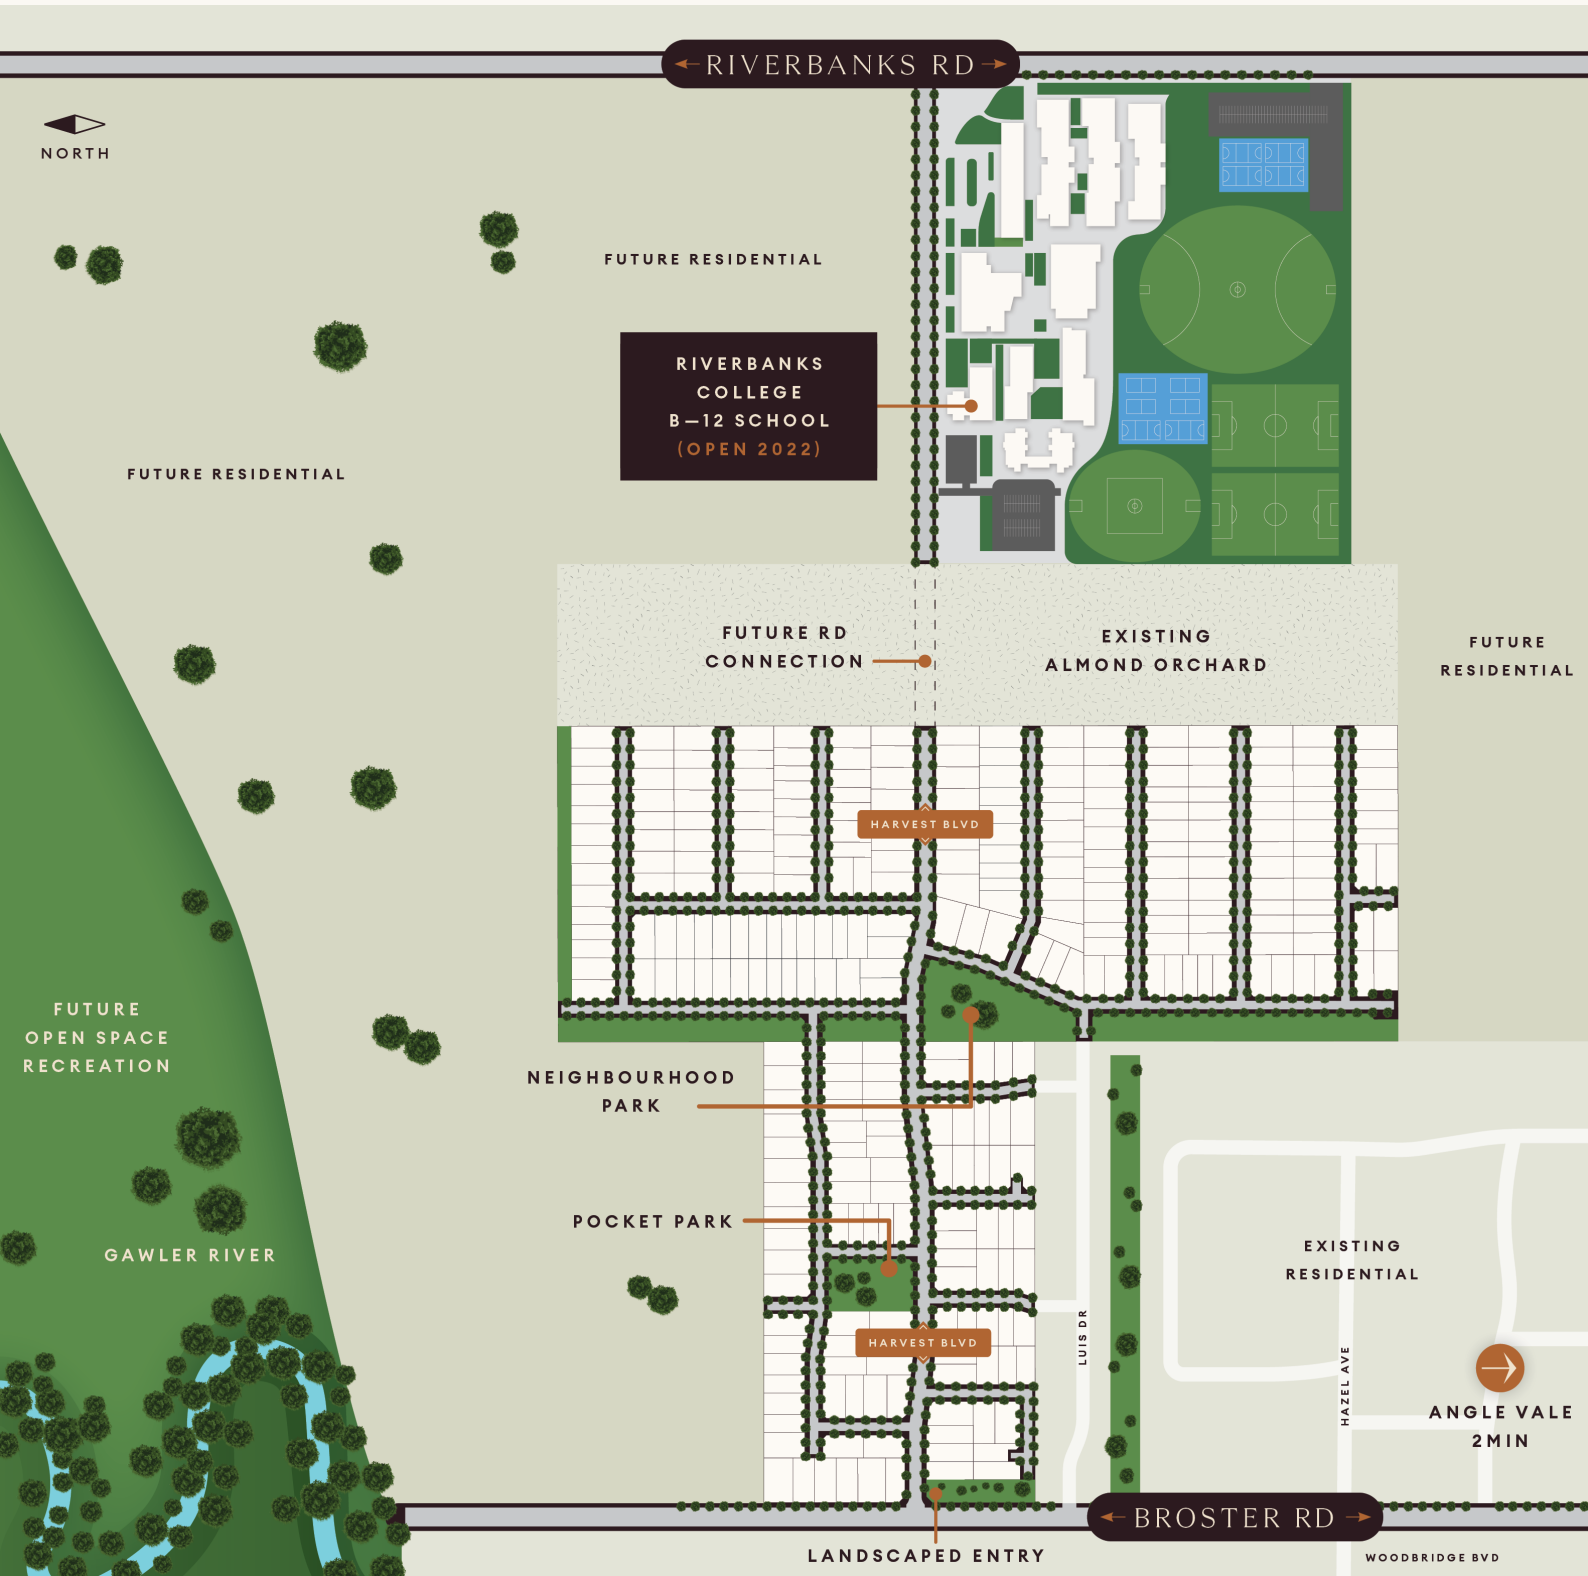 RIVERBANKS RD
NORTH
FUTURE RESIDENTIAL
RIVERBANKS
COLLEGE
B–12 SCHOOL
(OPEN 2022)
FUTURE RESIDENTIAL
FUTURE RD
CONNECTION
EXISTING
ALMOND ORCHARD
FUTURE
RESIDENTIAL
HARVEST BLVD
FUTURE
OPEN SPACE
RECREATION
NEIGHBOURHOOD
PARK
POCKET PARK
GAWLER RIVER
EXISTING
RESIDENTIAL
HARVEST BLVD
LUIS DR
HAZEL AVE
ANGLE VALE
2MIN
BROSTER RD
LANDSCAPED ENTRY
WOODBRIDGE BVD